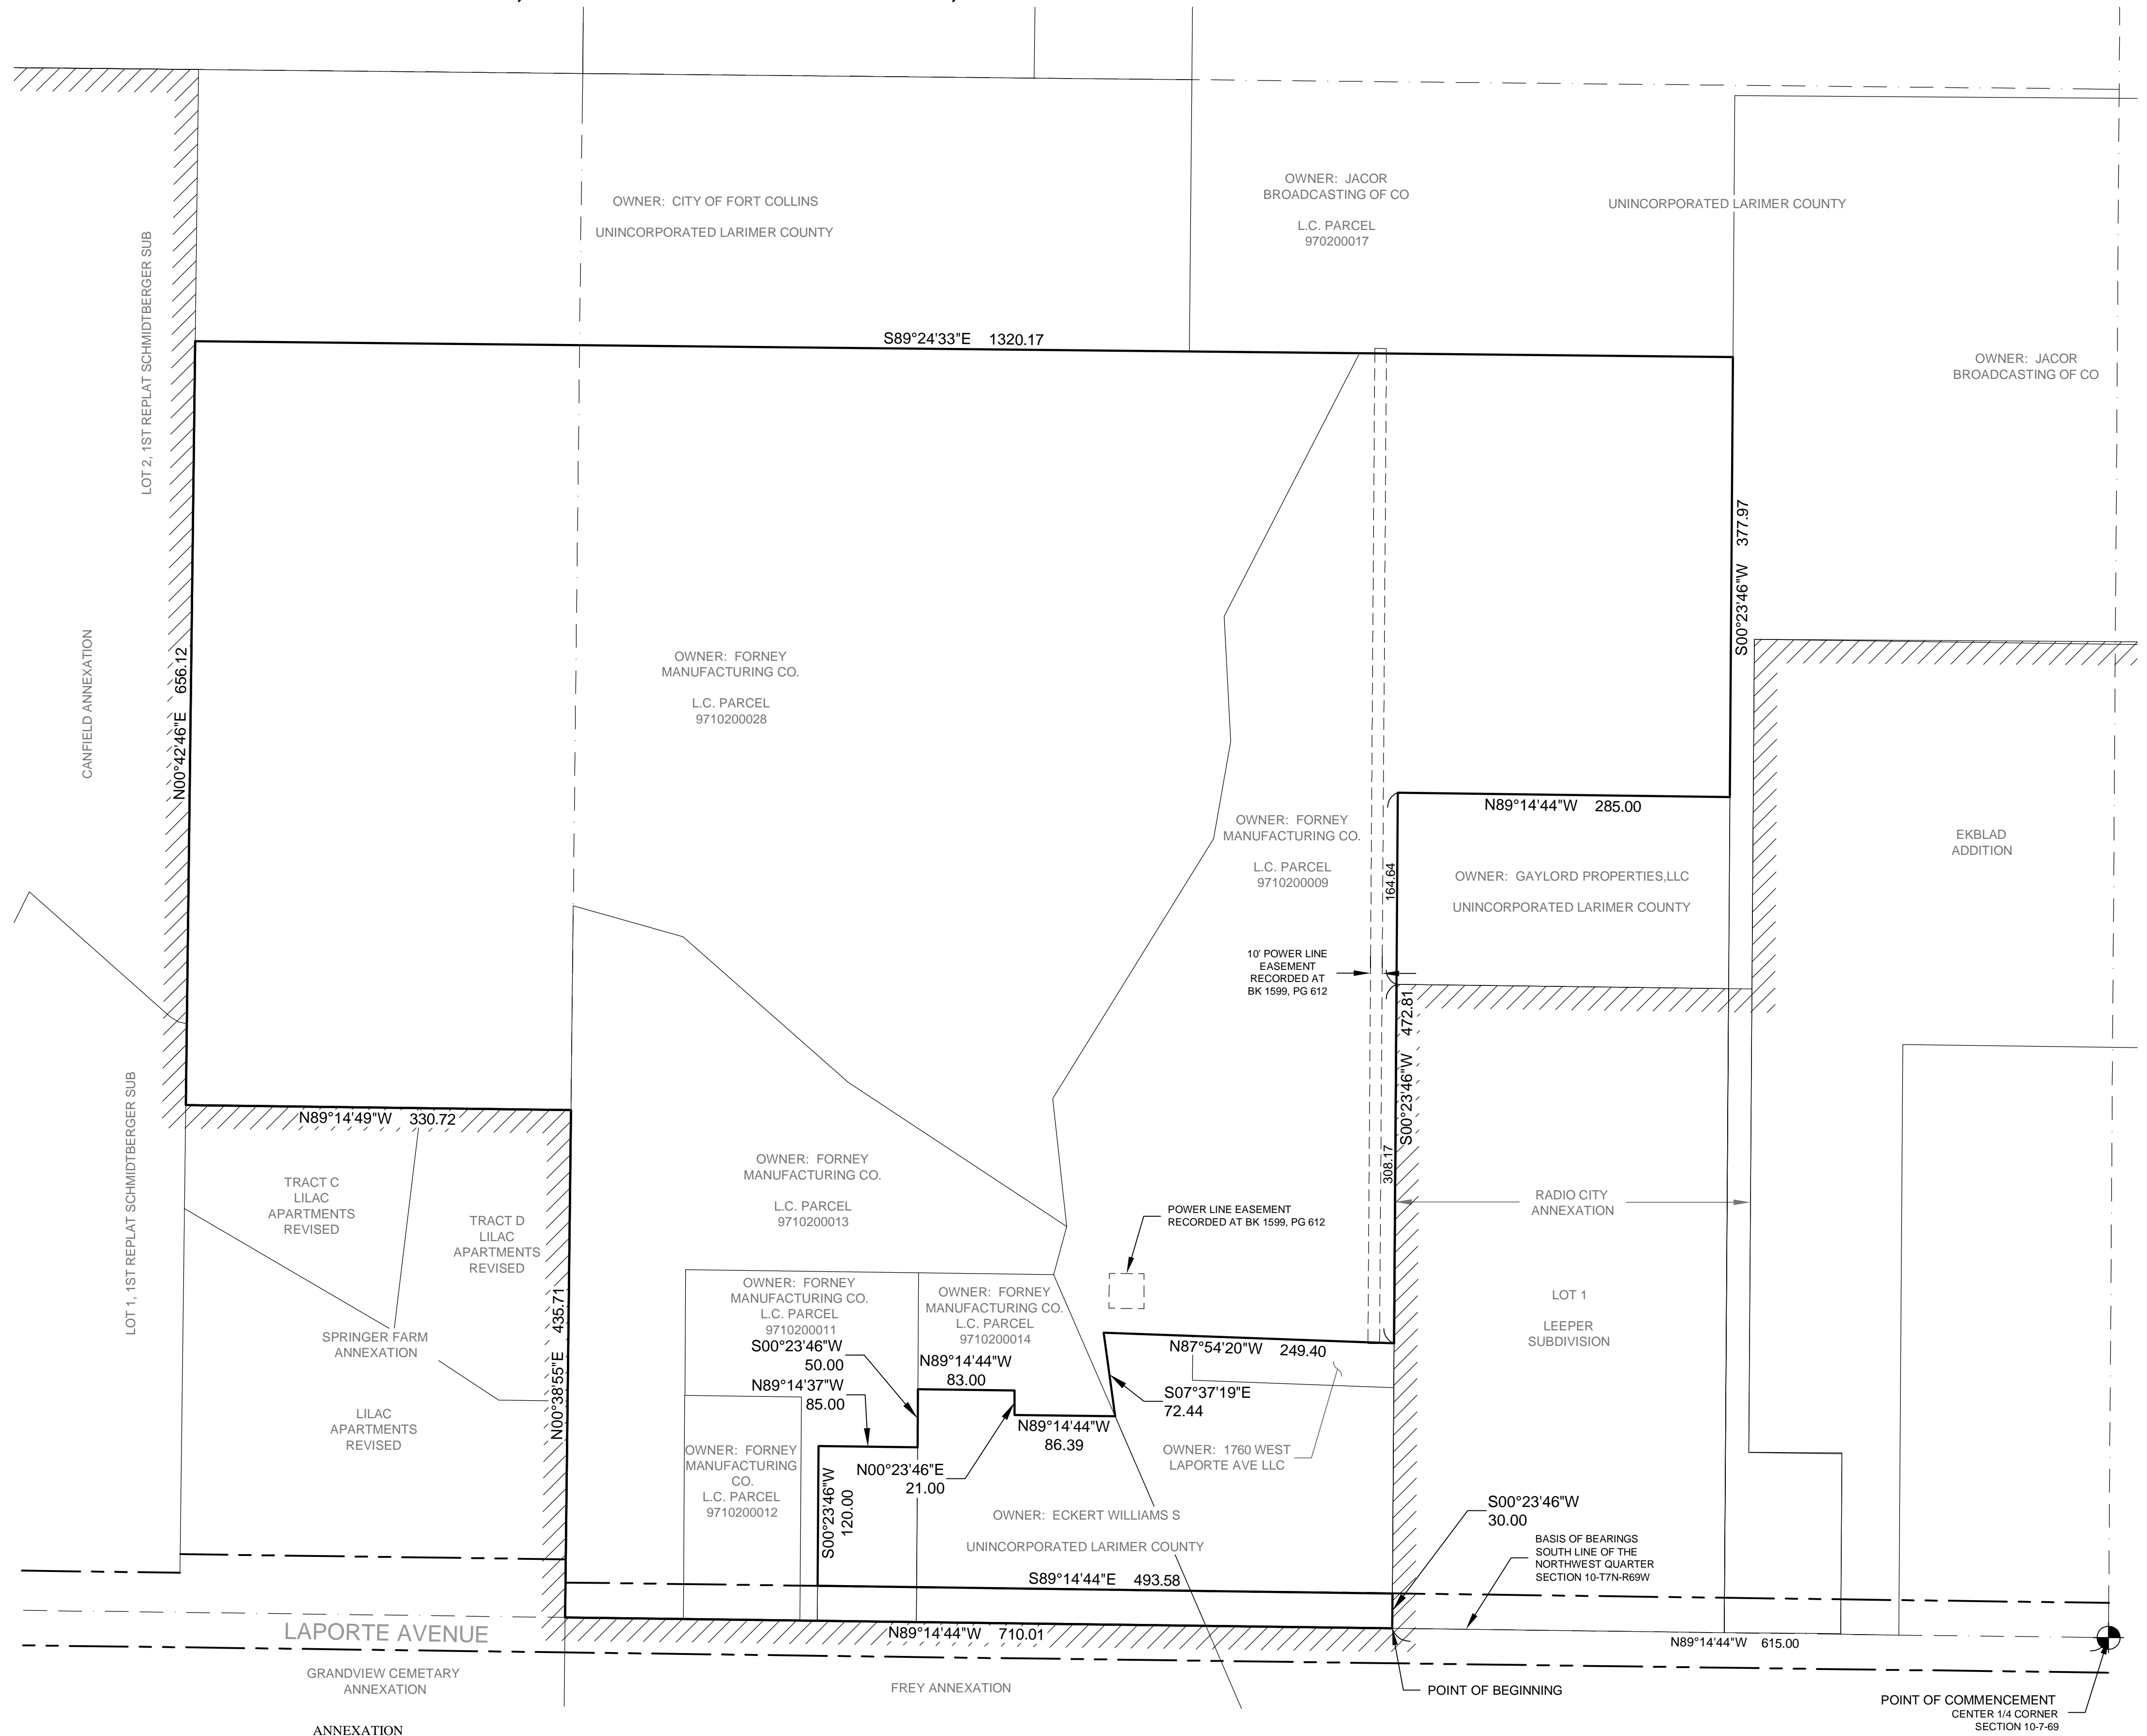 OWNER: CITY OF FORT COLLINS
UNINCORPORATED LARIMER COUNTY
OWNER: JACOR
BROADCASTING OF CO
L.C. PARCEL
970200017
UNINCORPORATED LARIMER COUNTY
OWNER: JACOR
BROADCASTING OF CO
LOT 2, 1ST REPLAT SCHMIDTBERGER SUB
S89°24'33"E 1320.17
S00°23'46"W 377.97
CANFIELD ANNEXATION
N00°42'46"E 656.12
OWNER: FORNEY
MANUFACTURING CO.
L.C. PARCEL
9710200028
N89°14'44"W 285.00
OWNER: FORNEY
MANUFACTURING CO.
L.C. PARCEL
9710200009
164.64
OWNER: GAYLORD PROPERTIES,LLC
UNINCORPORATED LARIMER COUNTY
EKBLAD
ADDITION
10' POWER LINE
EASEMENT
RECORDED AT
BK 1599, PG 612
S00°23'46"W 472.81
308.17
LOT 1, 1ST REPLAT SCHMIDTBERGER SUB
N89°14'49"W 330.72
TRACT C
LILAC
APARTMENTS
REVISED
TRACT D
LILAC
APARTMENTS
REVISED
OWNER: FORNEY
MANUFACTURING CO.
L.C. PARCEL
9710200013
POWER LINE EASEMENT
RECORDED AT BK 1599, PG 612
RADIO CITY
ANNEXATION
LOT 1
LEEPER
SUBDIVISION
SPRINGER FARM
ANNEXATION
N00°38'55"E 435.71
OWNER: FORNEY
MANUFACTURING CO.
L.C. PARCEL
9710200011
OWNER: FORNEY
MANUFACTURING CO.
L.C. PARCEL
9710200014
S00°23'46"W
50.00
N89°14'37"W
85.00
N89°14'44"W
83.00
N87°54'20"W 249.40
S07°37'19"E
72.44
N89°14'44"W
86.39
LILAC
APARTMENTS
REVISED
OWNER: FORNEY
MANUFACTURING
CO.
L.C. PARCEL
9710200012
N00°23'46"E
21.00
S00°23'46"W
120.00
OWNER: 1760 WEST
LAPORTE AVE LLC
OWNER: ECKERT WILLIAMS S
UNINCORPORATED LARIMER COUNTY
S00°23'46"W
30.00
BASIS OF BEARINGS
SOUTH LINE OF THE
NORTHWEST QUARTER
SECTION 10-T7N-R69W
S89°14'44"E 493.58
LAPORTE AVENUE
N89°14'44"W 710.01
N89°14'44"W 615.00
GRANDVIEW CEMETARY
ANNEXATION
FREY ANNEXATION
POINT OF BEGINNING
POINT OF COMMENCEMENT
CENTER 1/4 CORNER
SECTION 10-7-69
ANNEXATION